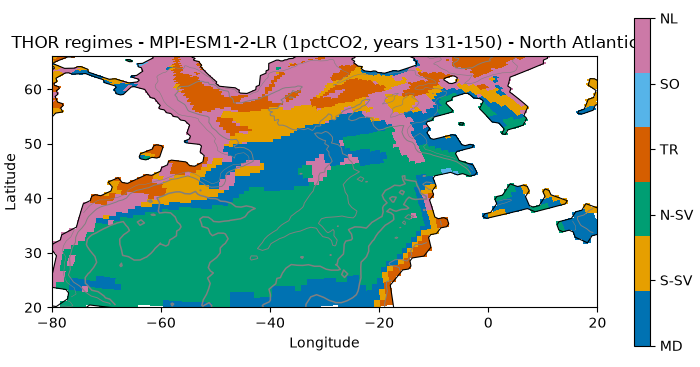 THOR regimes - MPI-ESM1-2-LR (1pctCO2, years 131-150) - North Atlantic
NL
SO
TR
N-SV
S-SV
MD
60
50
40
30
20
Latitude
−80
−60
−40
−20
0
20
Longitude